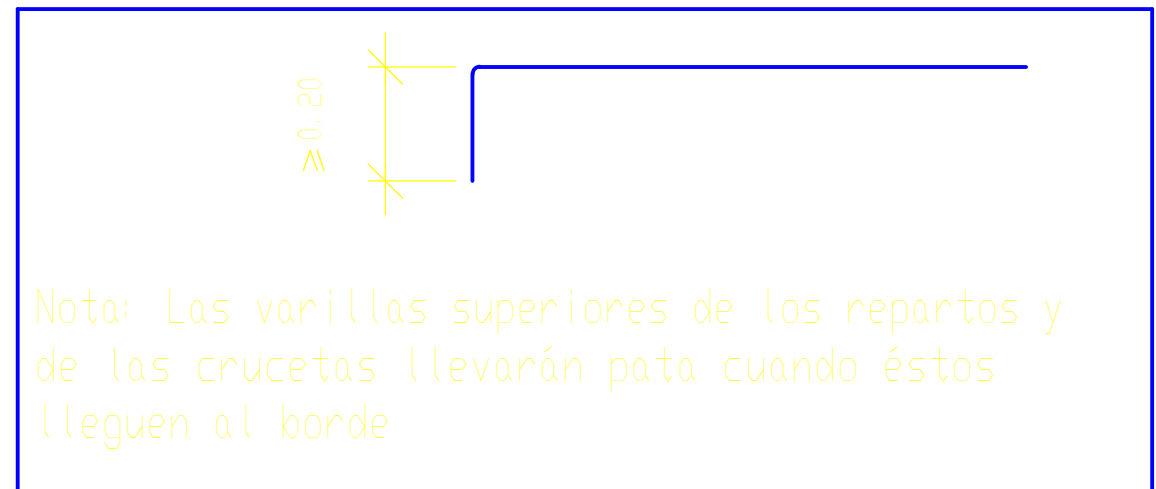 ≥0.20
Nota: Las varillas superiores de los repartos y
de las crucetas llevarán pata cuando éstos
lleguen al borde